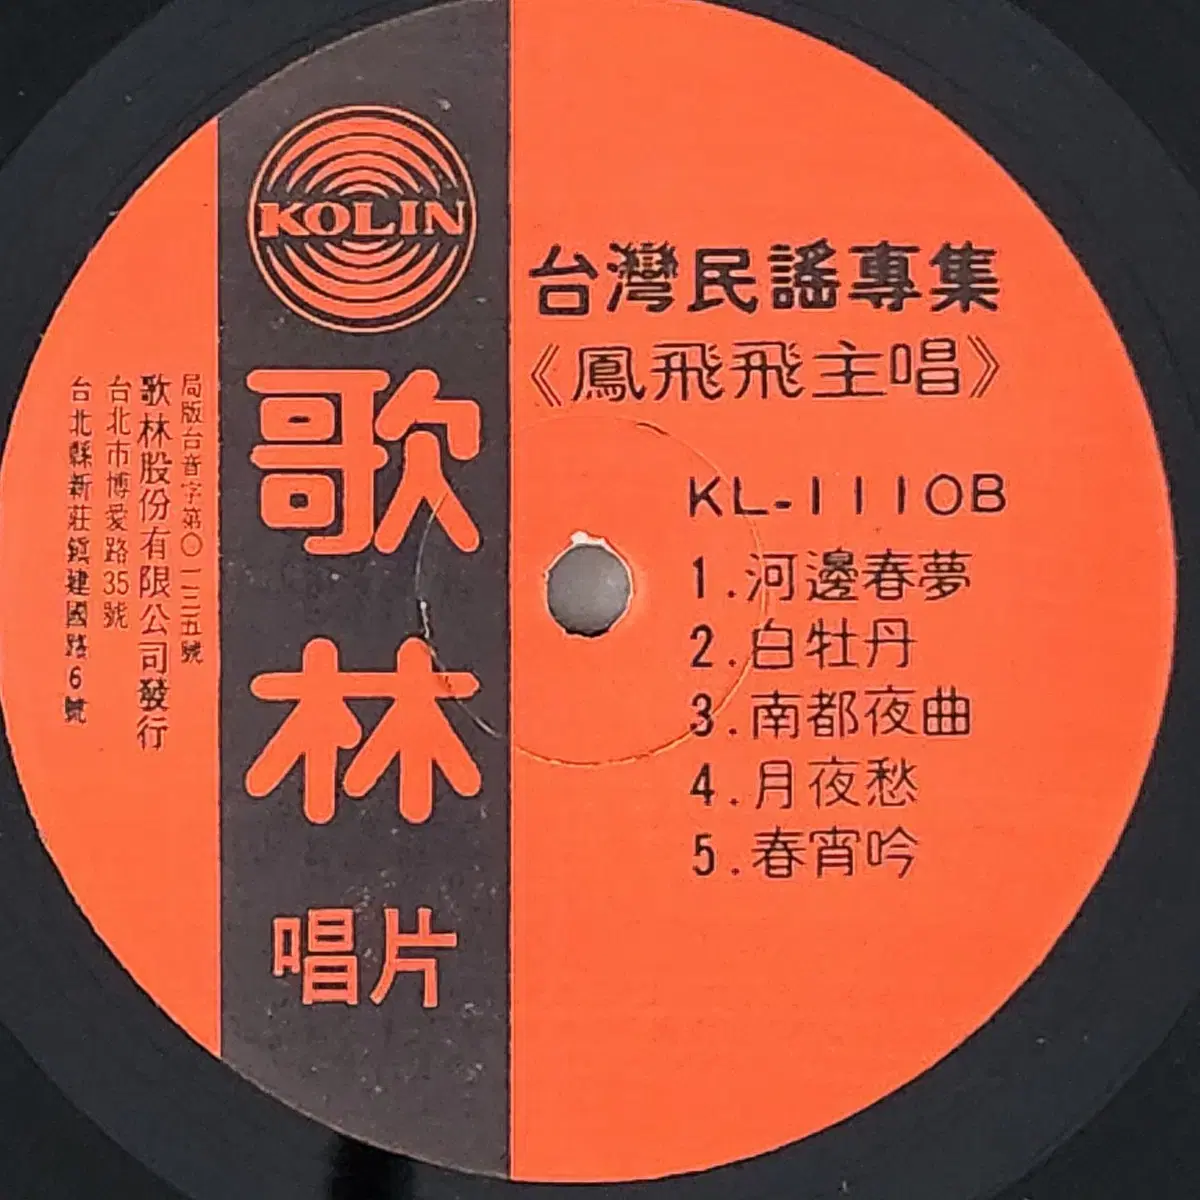 KOLIN
歌林
唱片
台灣民謠專集
《鳳飛飛主唱》
KL-1110B
1.河邊春夢
2.白牡丹
3.南都夜曲
4.月夜愁
5.春宵吟
局版台音字第〇一二三五號
歌林股份有限公司發行
台北市博愛路35號
台北縣新莊鎮建國路6號